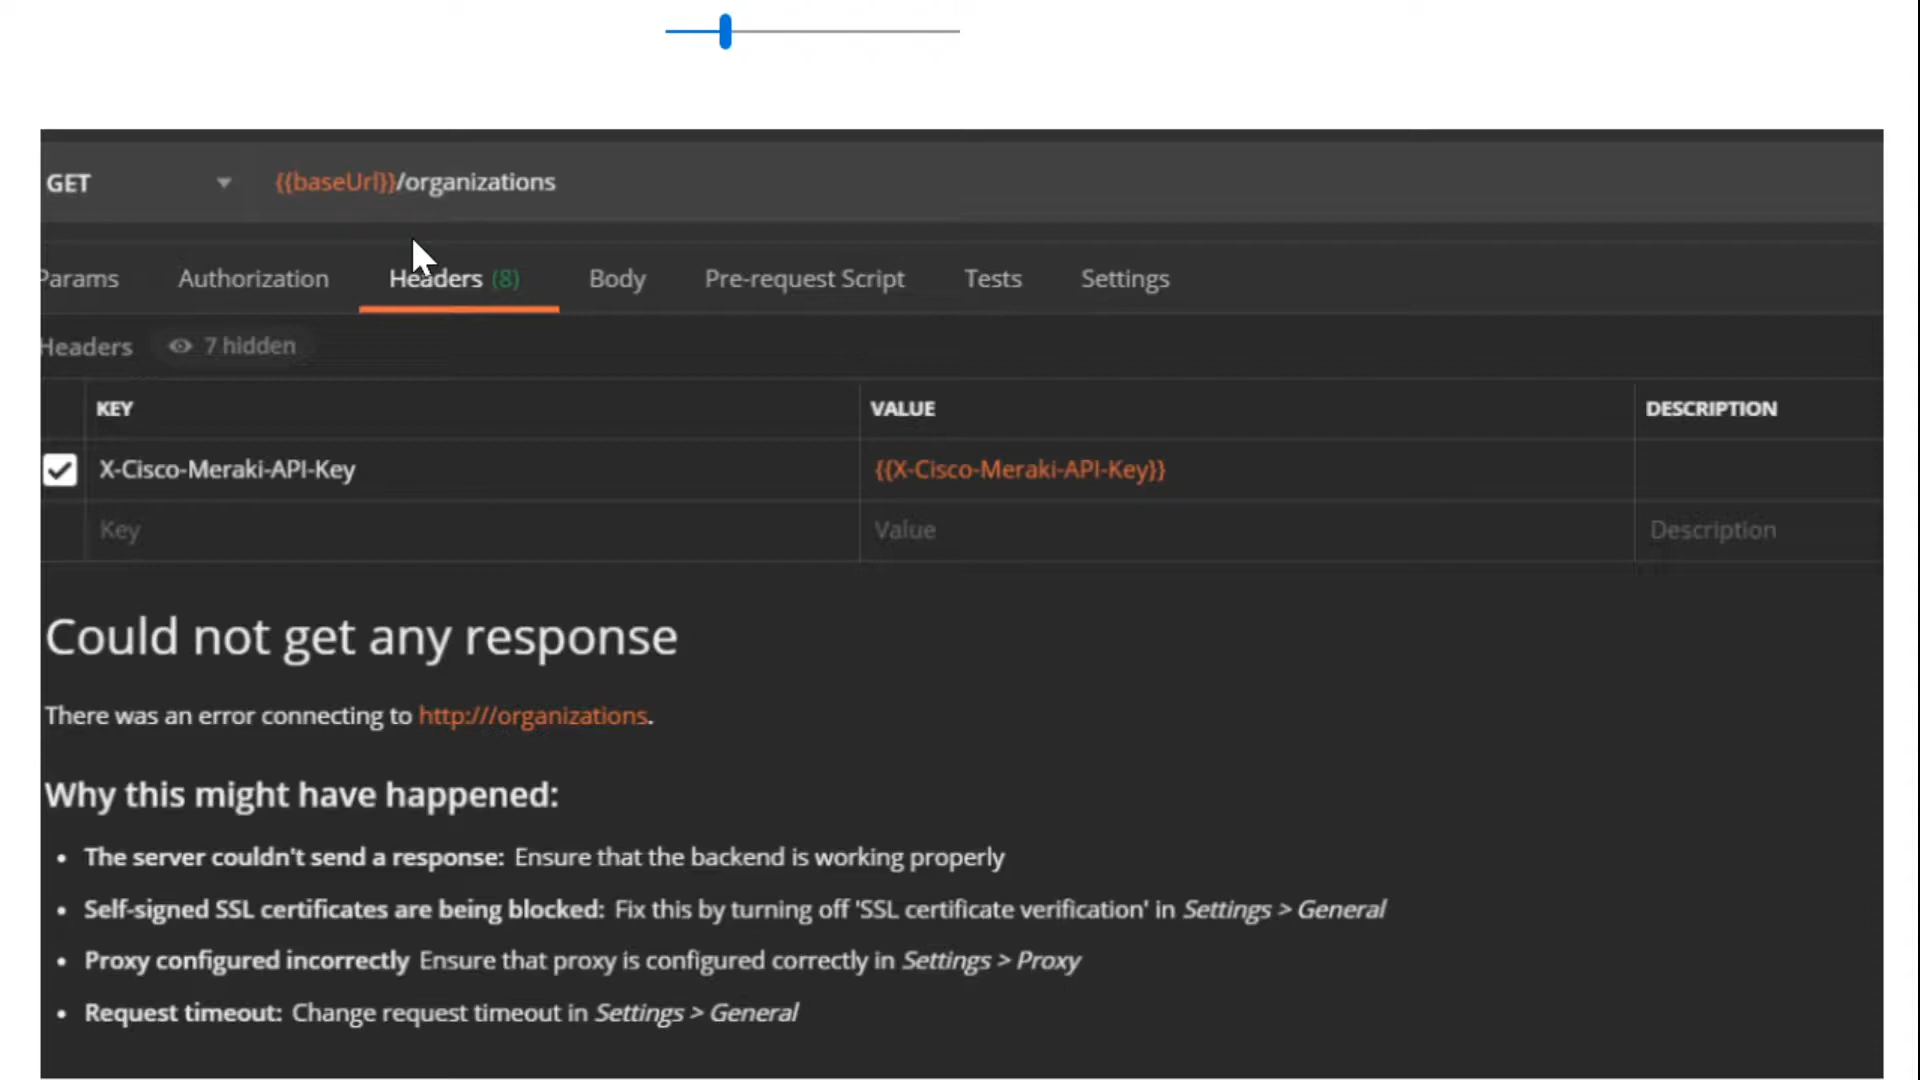 GET {{baseUrl}}/organizations
Params Authorization Headers (8) Body Pre-request Script Tests Settings
Headers 7 hidden
KEY VALUE DESCRIPTION
X-Cisco-Meraki-API-Key {{X-Cisco-Meraki-API-Key}}
Key Value Description
Could not get any response
There was an error connecting to http:///organizations.
Why this might have happened:
• The server couldn't send a response: Ensure that the backend is working properly
• Self-signed SSL certificates are being blocked: Fix this by turning off 'SSL certificate verification' in Settings > General
• Proxy configured incorrectly Ensure that proxy is configured correctly in Settings > Proxy
• Request timeout: Change request timeout in Settings > General